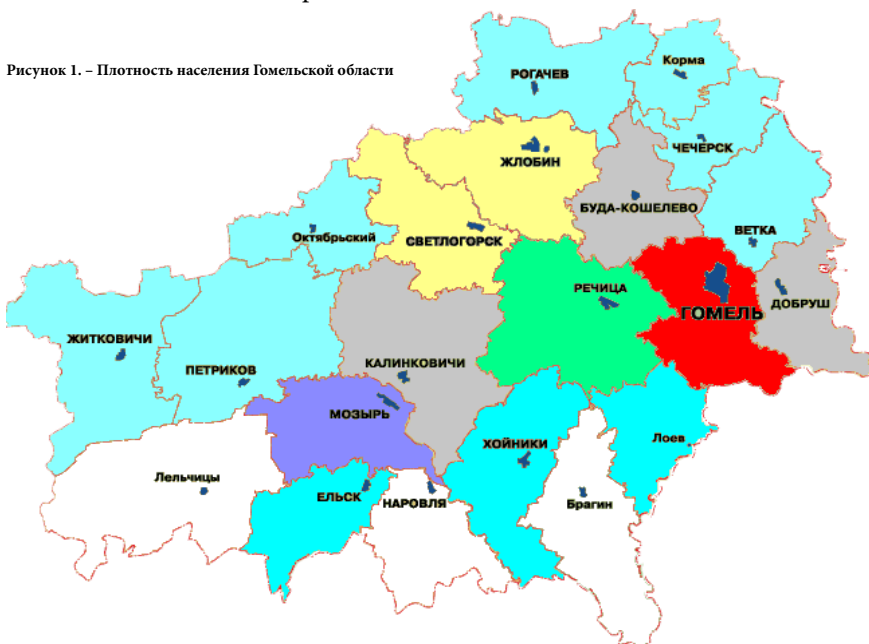 Рисунок 1. – Плотность населения Гомельской области
РОГАЧЕВ
Корма
ЖЛОБИН
ЧЕЧЕРСК
БУДА-КОШЕЛЕВО
ВЕТКА
Октябрьский
СВЕТЛОГОРСК
РЕЧИЦА
ГОМЕЛЬ
ДОБРУШ
ЖИТКОВИЧИ
ПЕТРИКОВ
КАЛИНКОВИЧИ
МОЗЫРЬ
ХОЙНИКИ
Лоев
Лельчицы
ЕЛЬСК
НАРОВЛЯ
Брагин